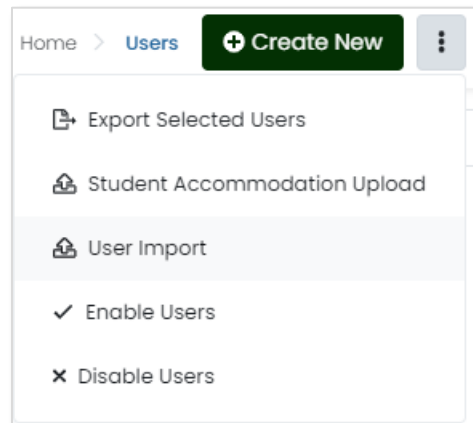 Home > Users Create New
Export Selected Users
Student Accommodation Upload
User Import
Enable Users
Disable Users